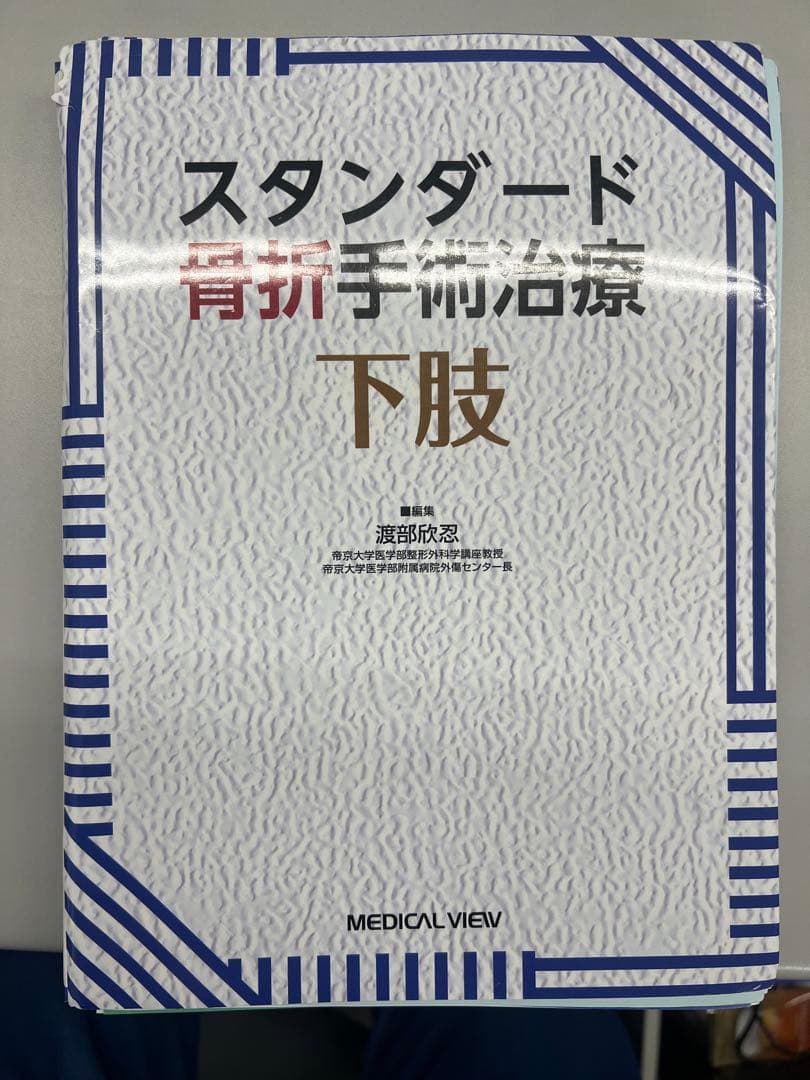 スタンダード
骨折手術治療
下肢
■編集
渡部欣忍
帝京大学医学部整形外科学講座教授
帝京大学医学部附属病院外傷センター長
MEDICAL VIEW